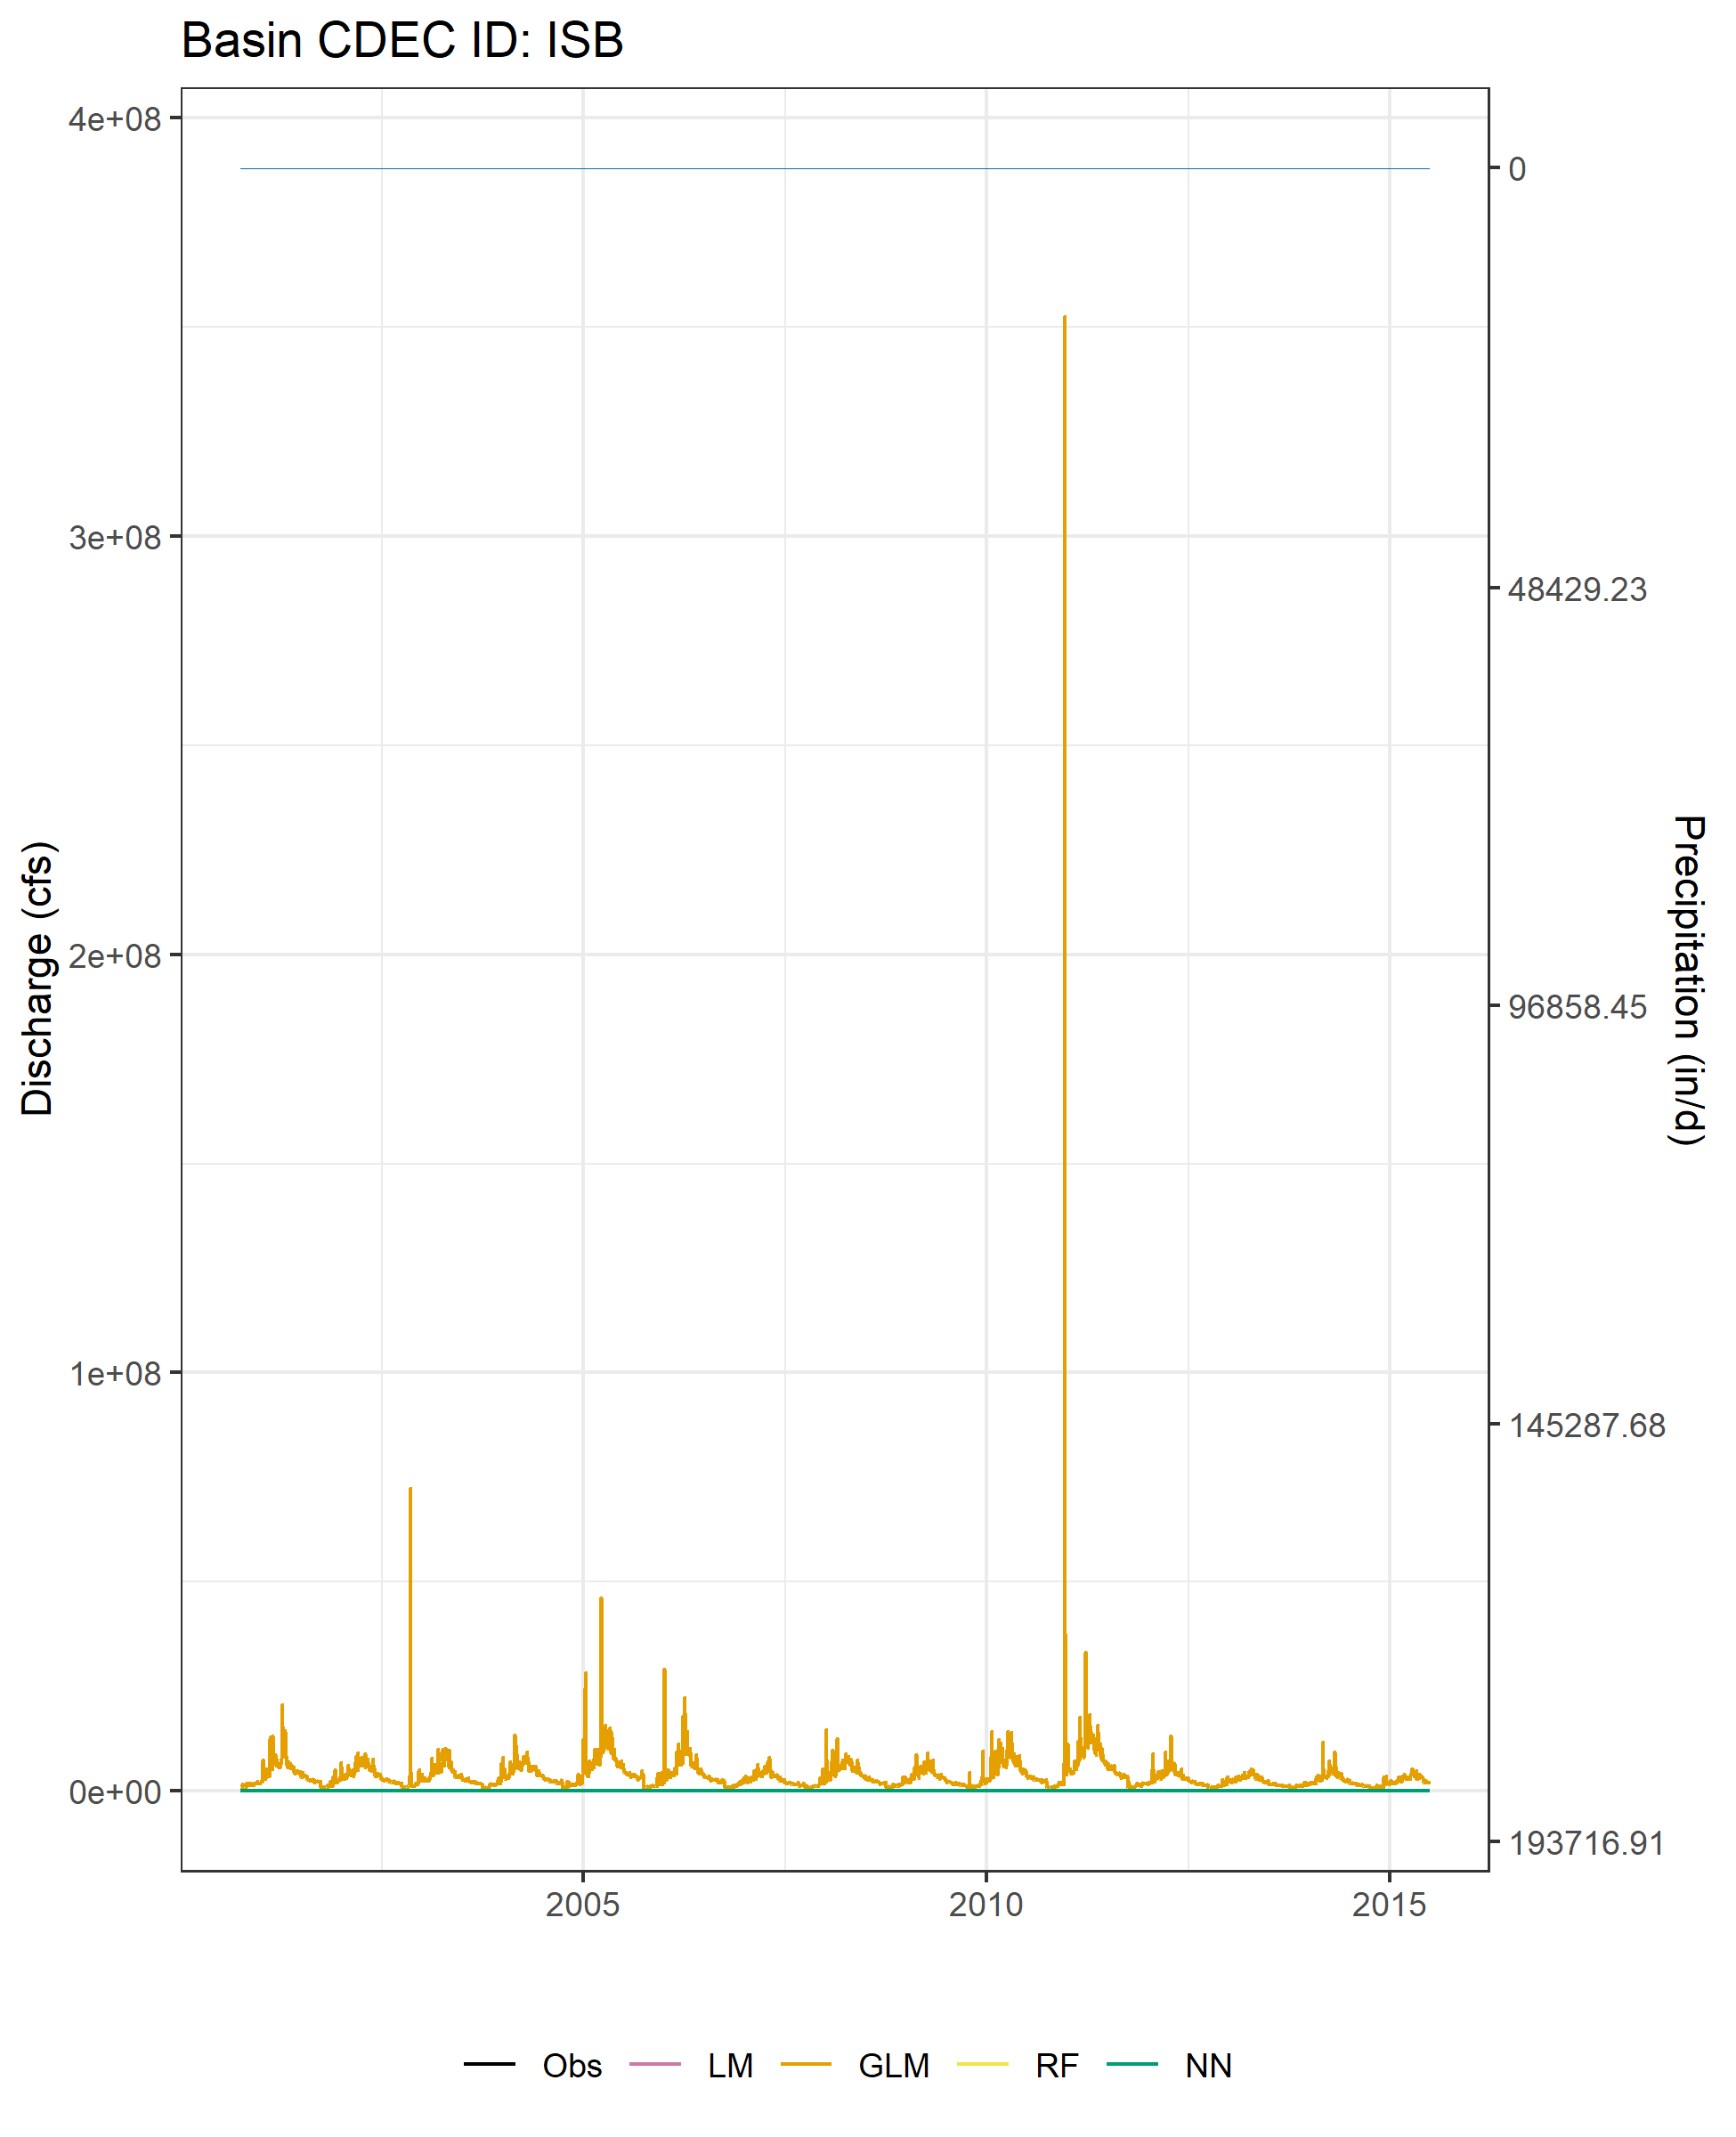 Basin CDEC ID: ISB
4e+08
3e+08
2e+08
1e+08
0e+00
Discharge (cfs)
0
48429.23
96858.45
145287.68
193716.91
Precipitation (in/d)
2005 2010 2015
Obs LM GLM RF NN